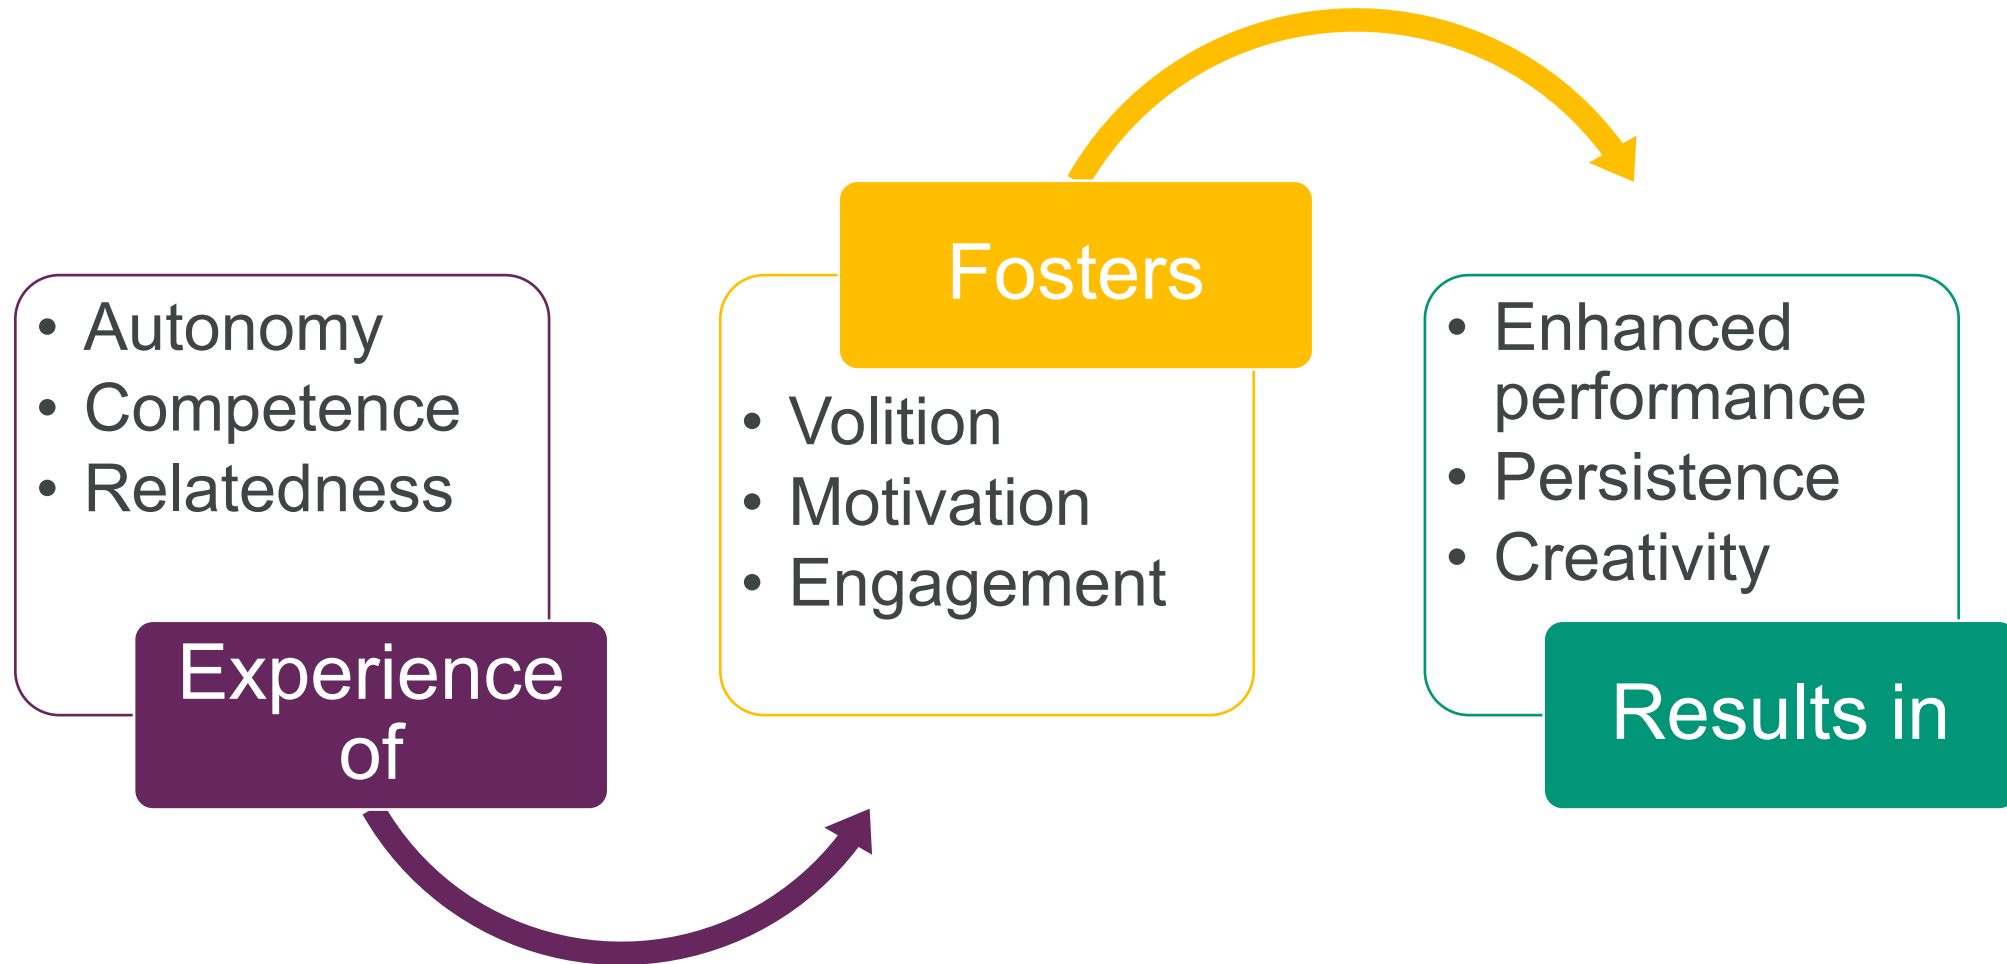 • Autonomy
• Competence
• Relatedness
Experience
of
Fosters
• Volition
• Motivation
• Engagement
• Enhanced
performance
• Persistence
• Creativity
Results in